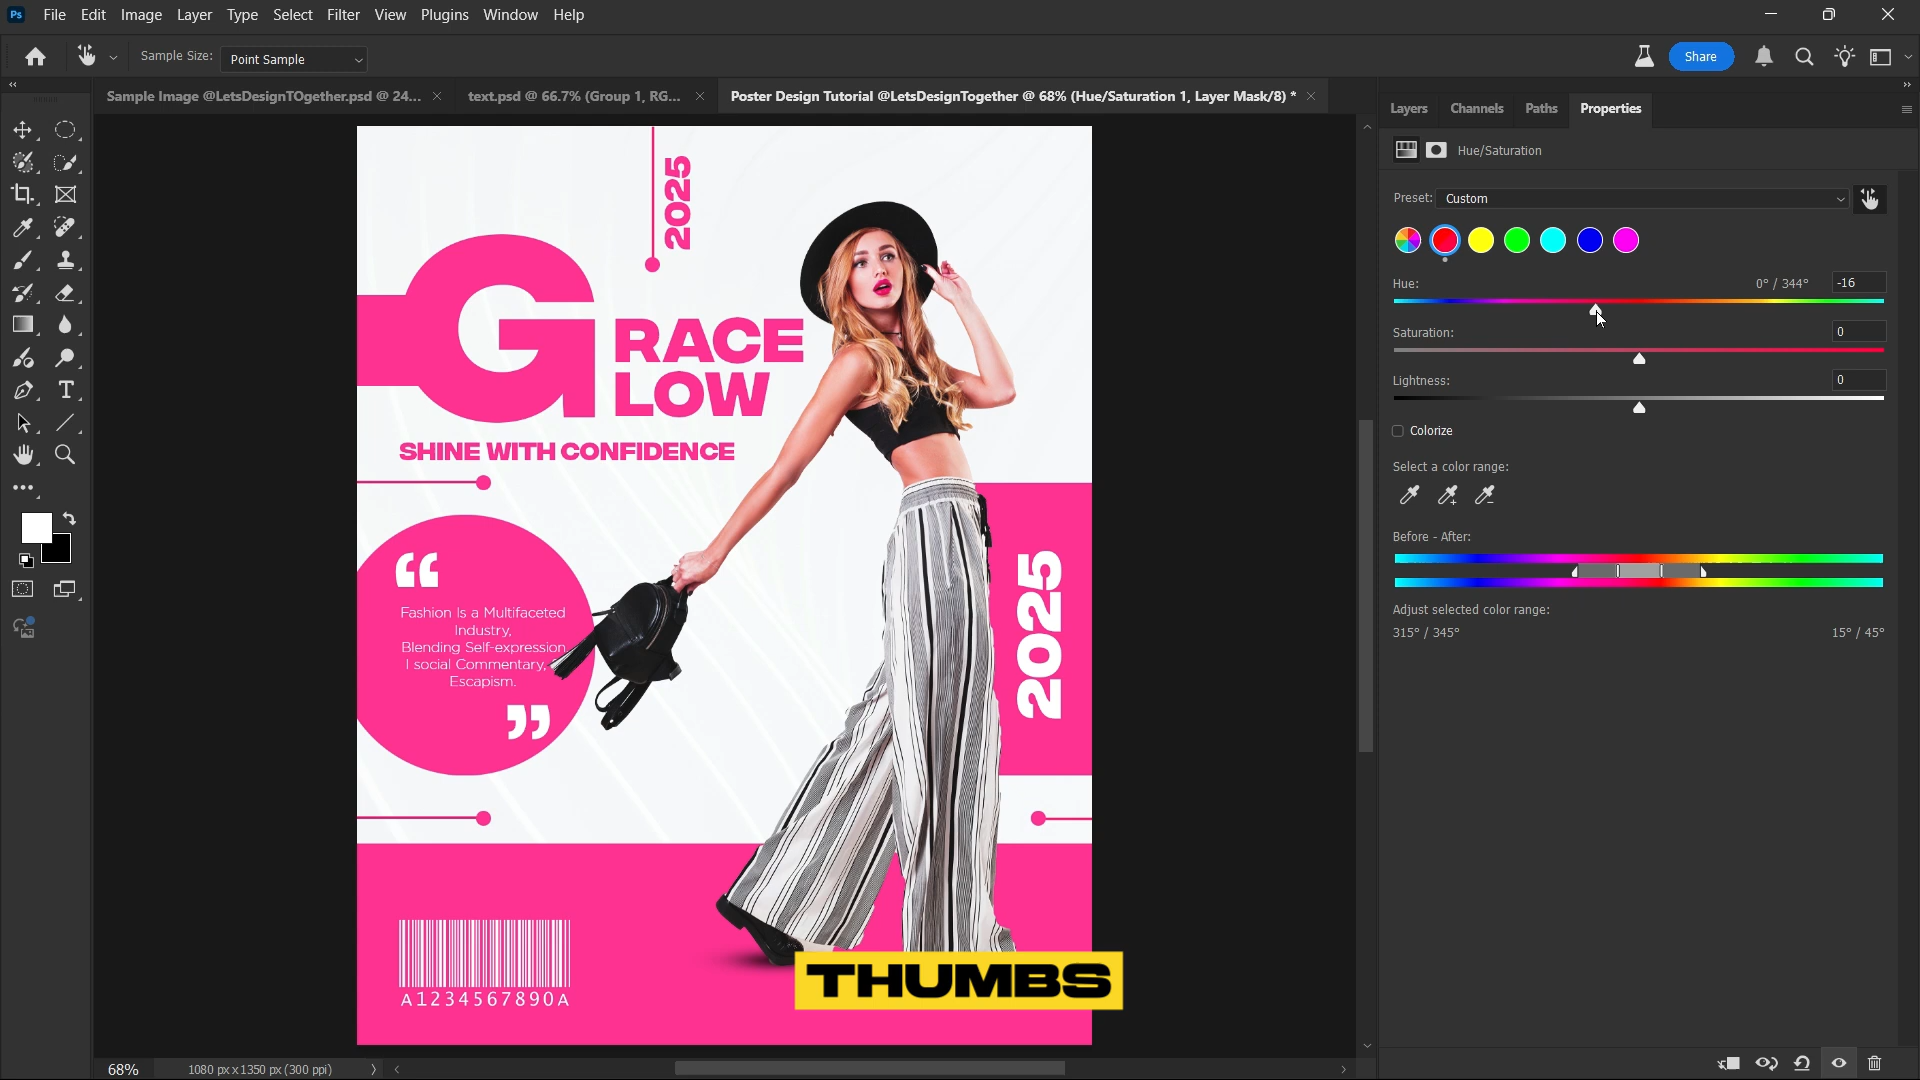 Ps File Edit Image Layer Type Select Filter View Plugins Window Help
Sample Size: Point Sample Share
Sample Image @LetsDesignTOgether.psd @ 24... text.psd @ 66.7% (Group 1, RG... Poster Design Tutorial @LetsDesignTogether @ 68% (Hue/Saturation 1, Layer Mask/8) *
Layers Channels Paths Properties
Hue/Saturation
Preset: Custom
Hue: 0° / 344° -16
Saturation: 0
Lightness: 0
Colorize
Select a color range:
Before - After:
Adjust selected color range:
315° / 345° 15° / 45°
2025
G
RACE
LOW
SHINE WITH CONFIDENCE
“
Fashion Is a Multifaceted
Industry,
Blending Self-expression,
I social Commentary,
Escapism.
”
2025
A1234567890A
THUMBS
68% 1080 px x 1350 px (300 ppi)